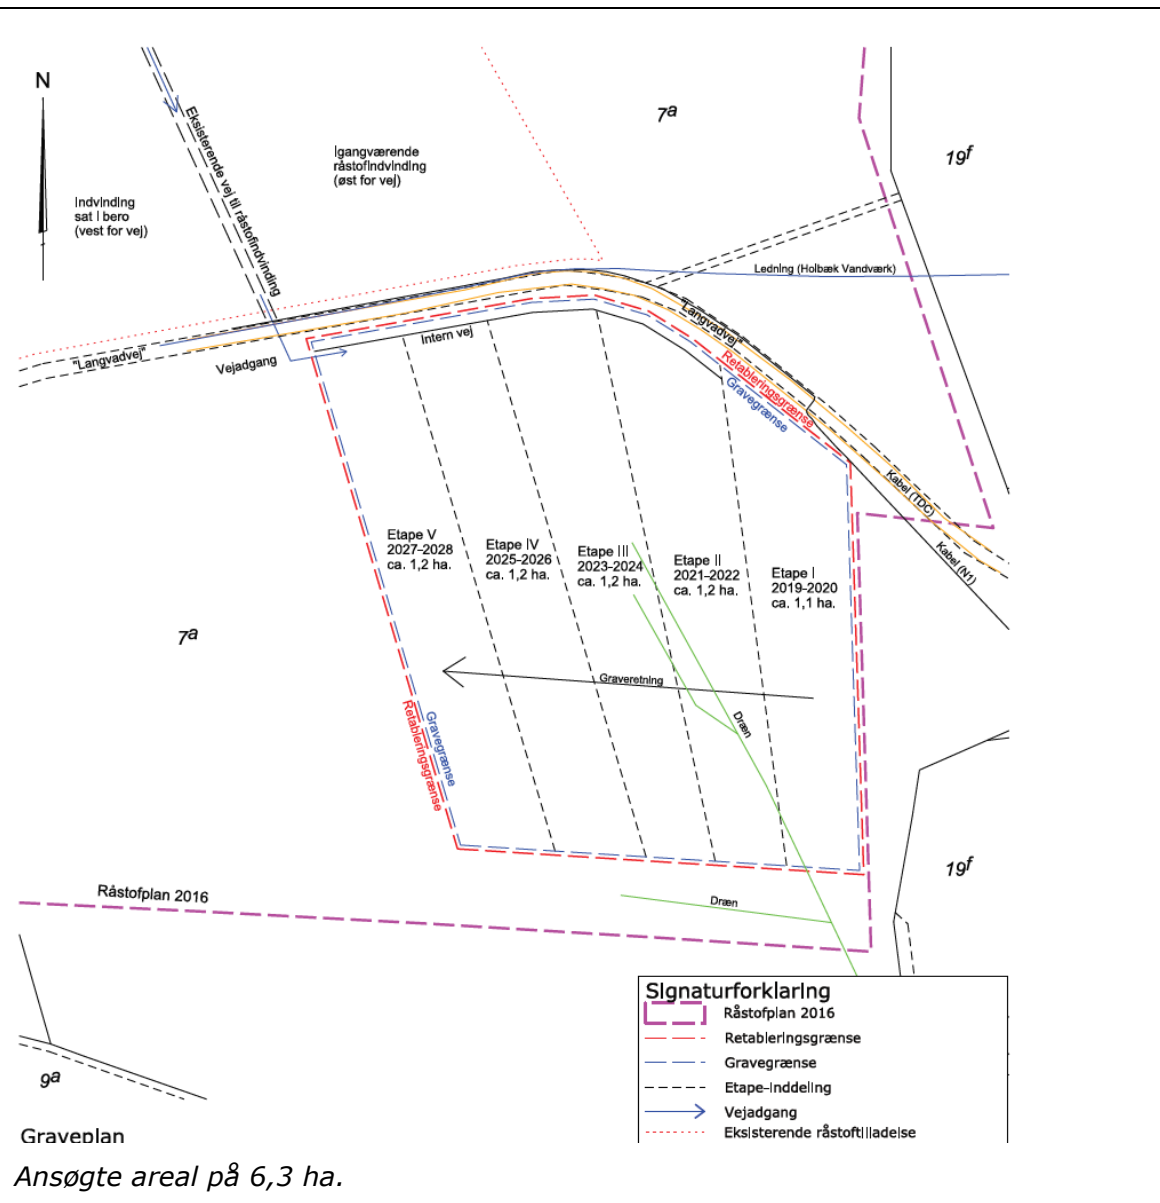 N
7a
19f
Eksisterende vej til råstofindvinding
Igangværende
råstofindvinding
(øst for vej)
Indvinding
sat i bero
(vest for vej)
Ledning (Holbæk Vandværk)
"Langvadvej"
"Langvadvej"
Intern vej
Vejadgang
Retableringsgrænse
Gravegrænse
Kabel (TDC)
Kabel (N1)
Etape V
2027-2028
ca. 1,2 ha.
Etape IV
2025-2026
ca. 1,2 ha.
Etape III
2023-2024
ca. 1,2 ha.
Etape II
2021-2022
ca. 1,2 ha.
Etape I
2019-2020
ca. 1,1 ha.
7a
Graveretning
Gravegrænse
Retableringsgrænse
Dræn
19f
Råstofplan 2016
Dræn
9a
Signaturforklaring
Råstofplan 2016
Retableringsgrænse
Gravegrænse
Etape-inddeling
Vejadgang
Eksisterende råstoftilladelse
Graveplan
Ansøgte areal på 6,3 ha.